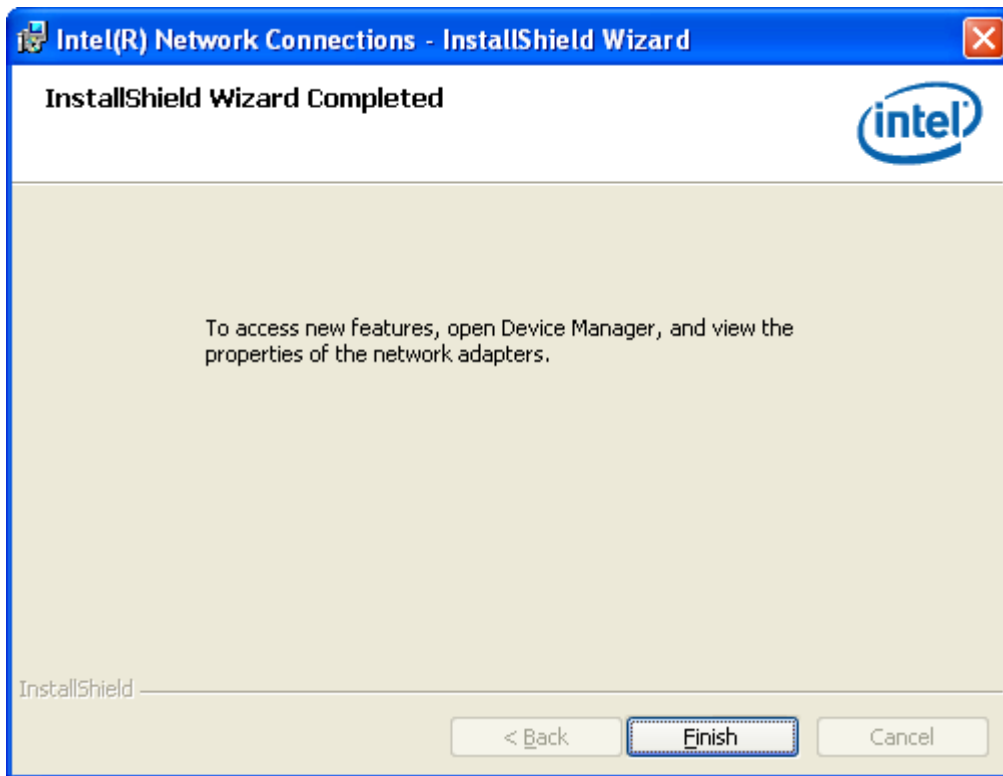 Intel(R) Network Connections - InstallShield Wizard
InstallShield Wizard Completed
intel
To access new features, open Device Manager, and view the
properties of the network adapters.
InstallShield
< Back
Finish
Cancel